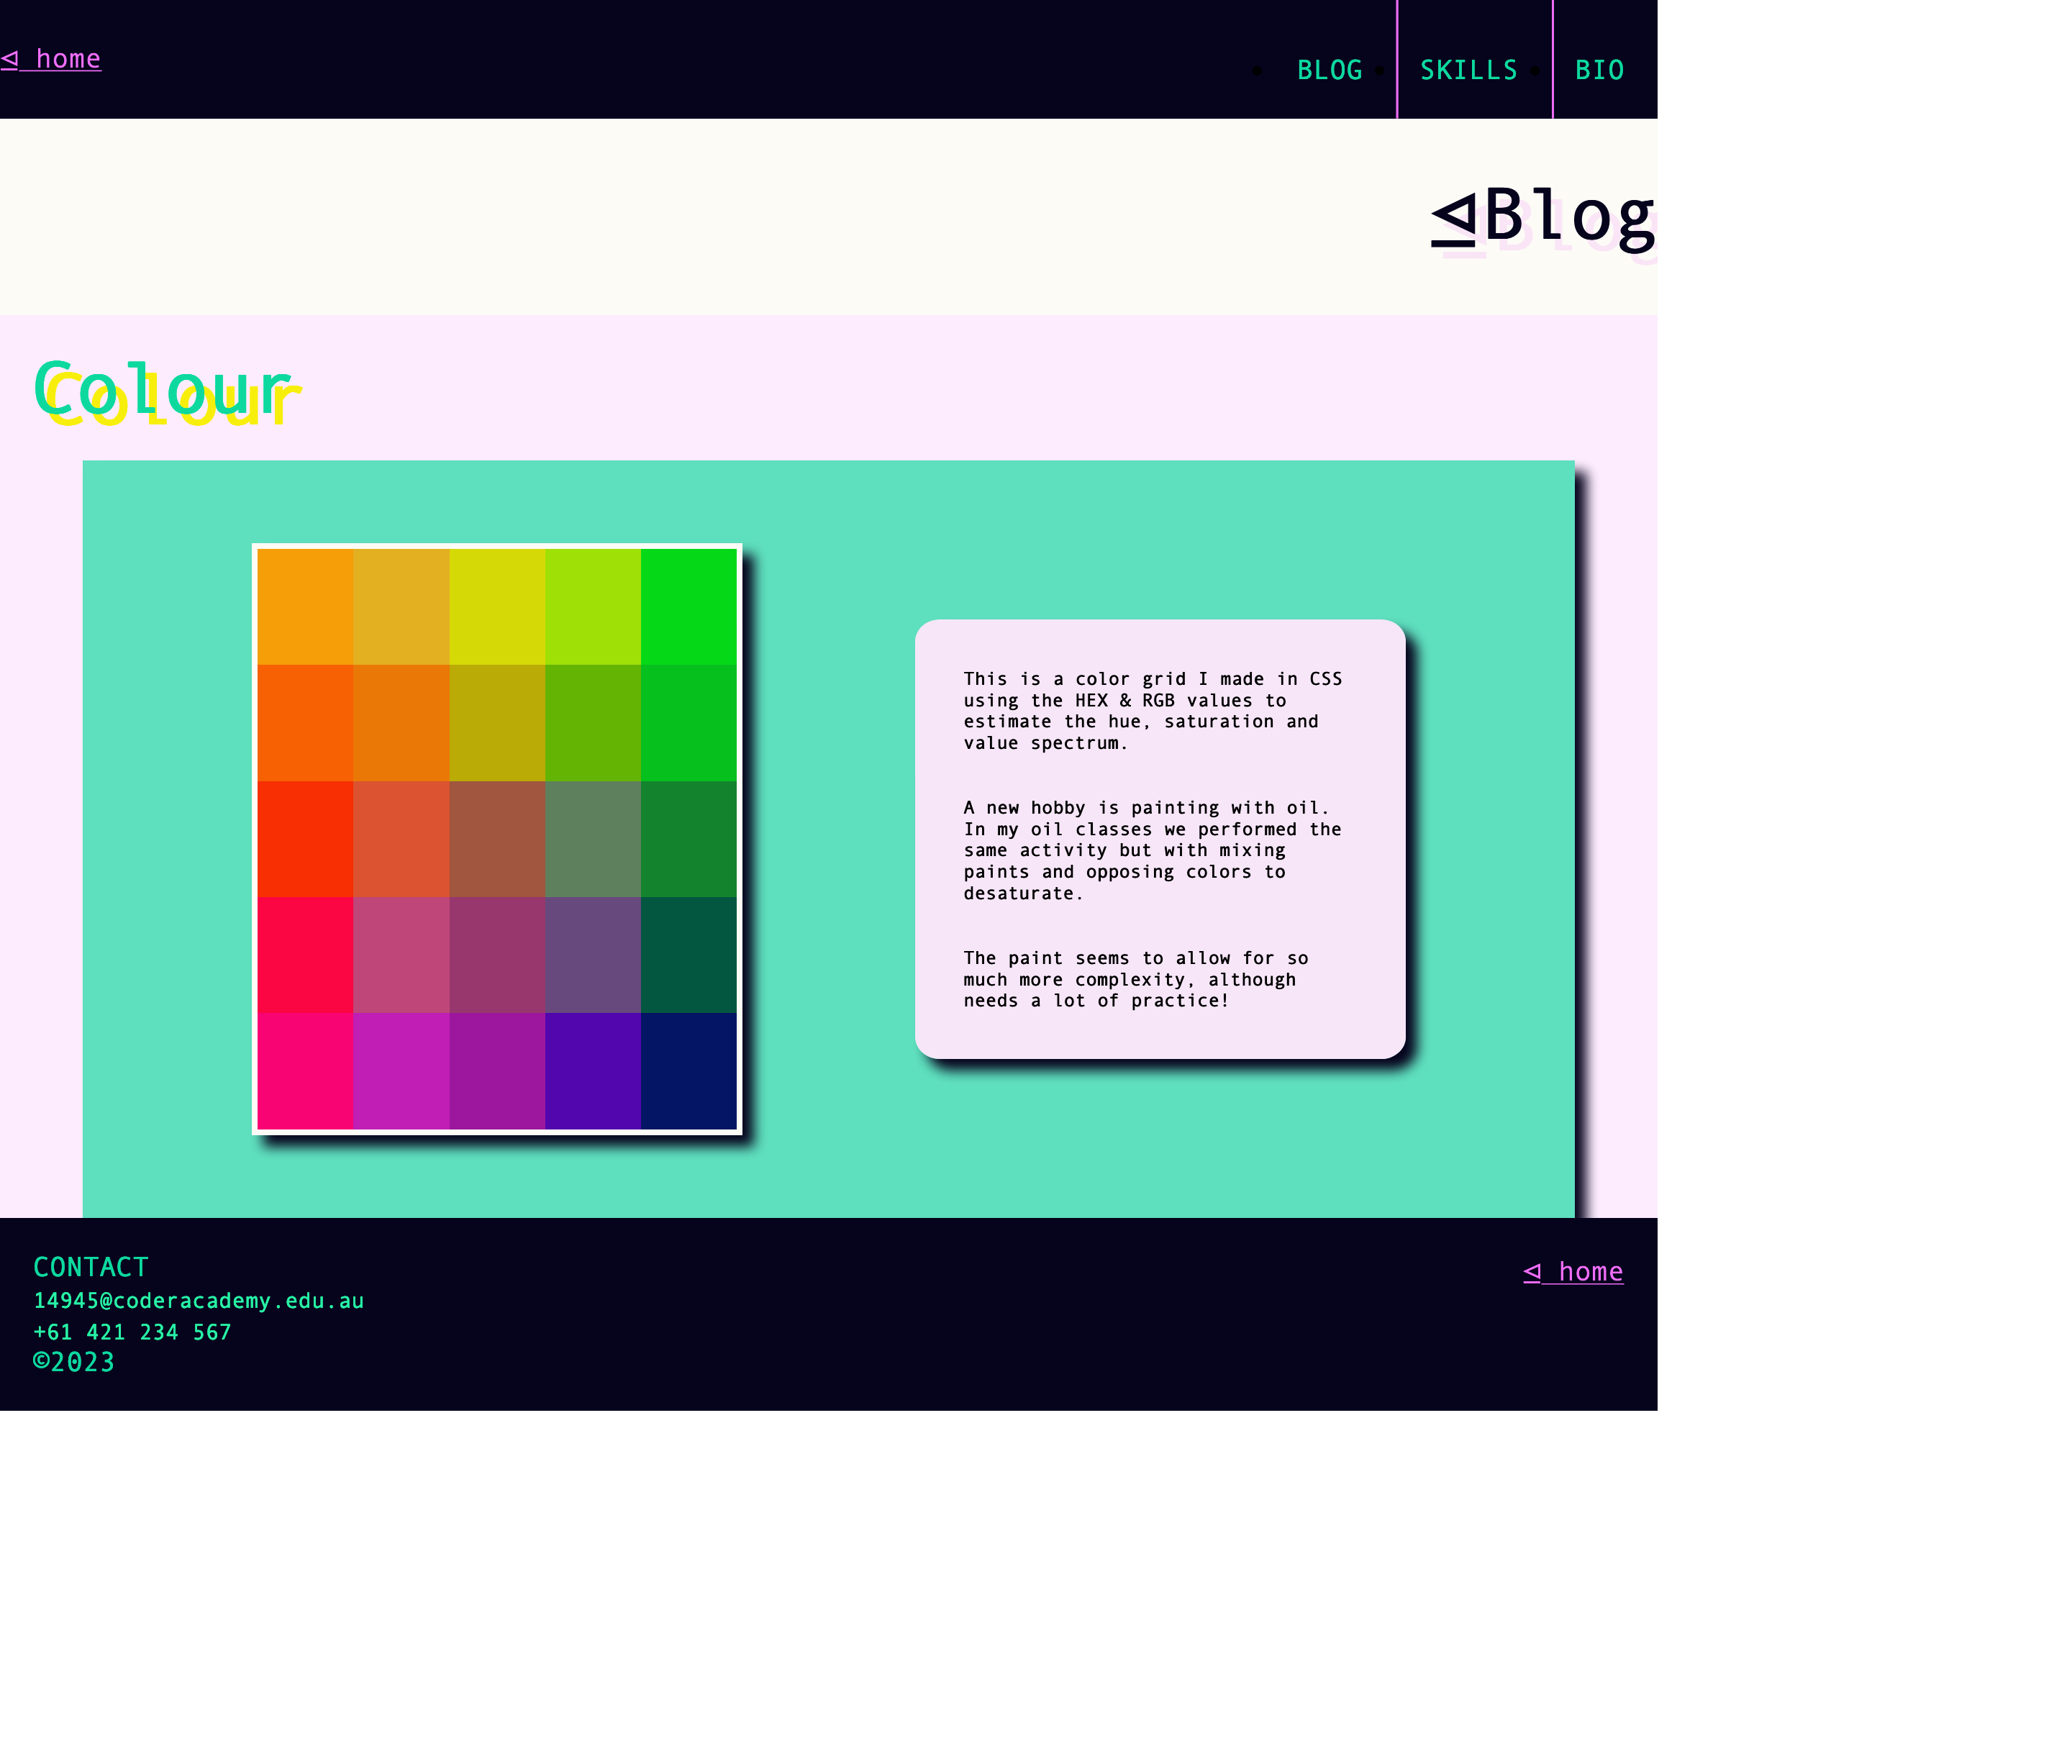 ⊴ home
BLOG
SKILLS
BIO
⊴Blog
Colour
This is a color grid I made in CSS
using the HEX & RGB values to
estimate the hue, saturation and
value spectrum.
A new hobby is painting with oil.
In my oil classes we performed the
same activity but with mixing
paints and opposing colors to
desaturate.
The paint seems to allow for so
much more complexity, although
needs a lot of practice!
CONTACT
14945@coderacademy.edu.au
+61 421 234 567
©2023
⊴ home